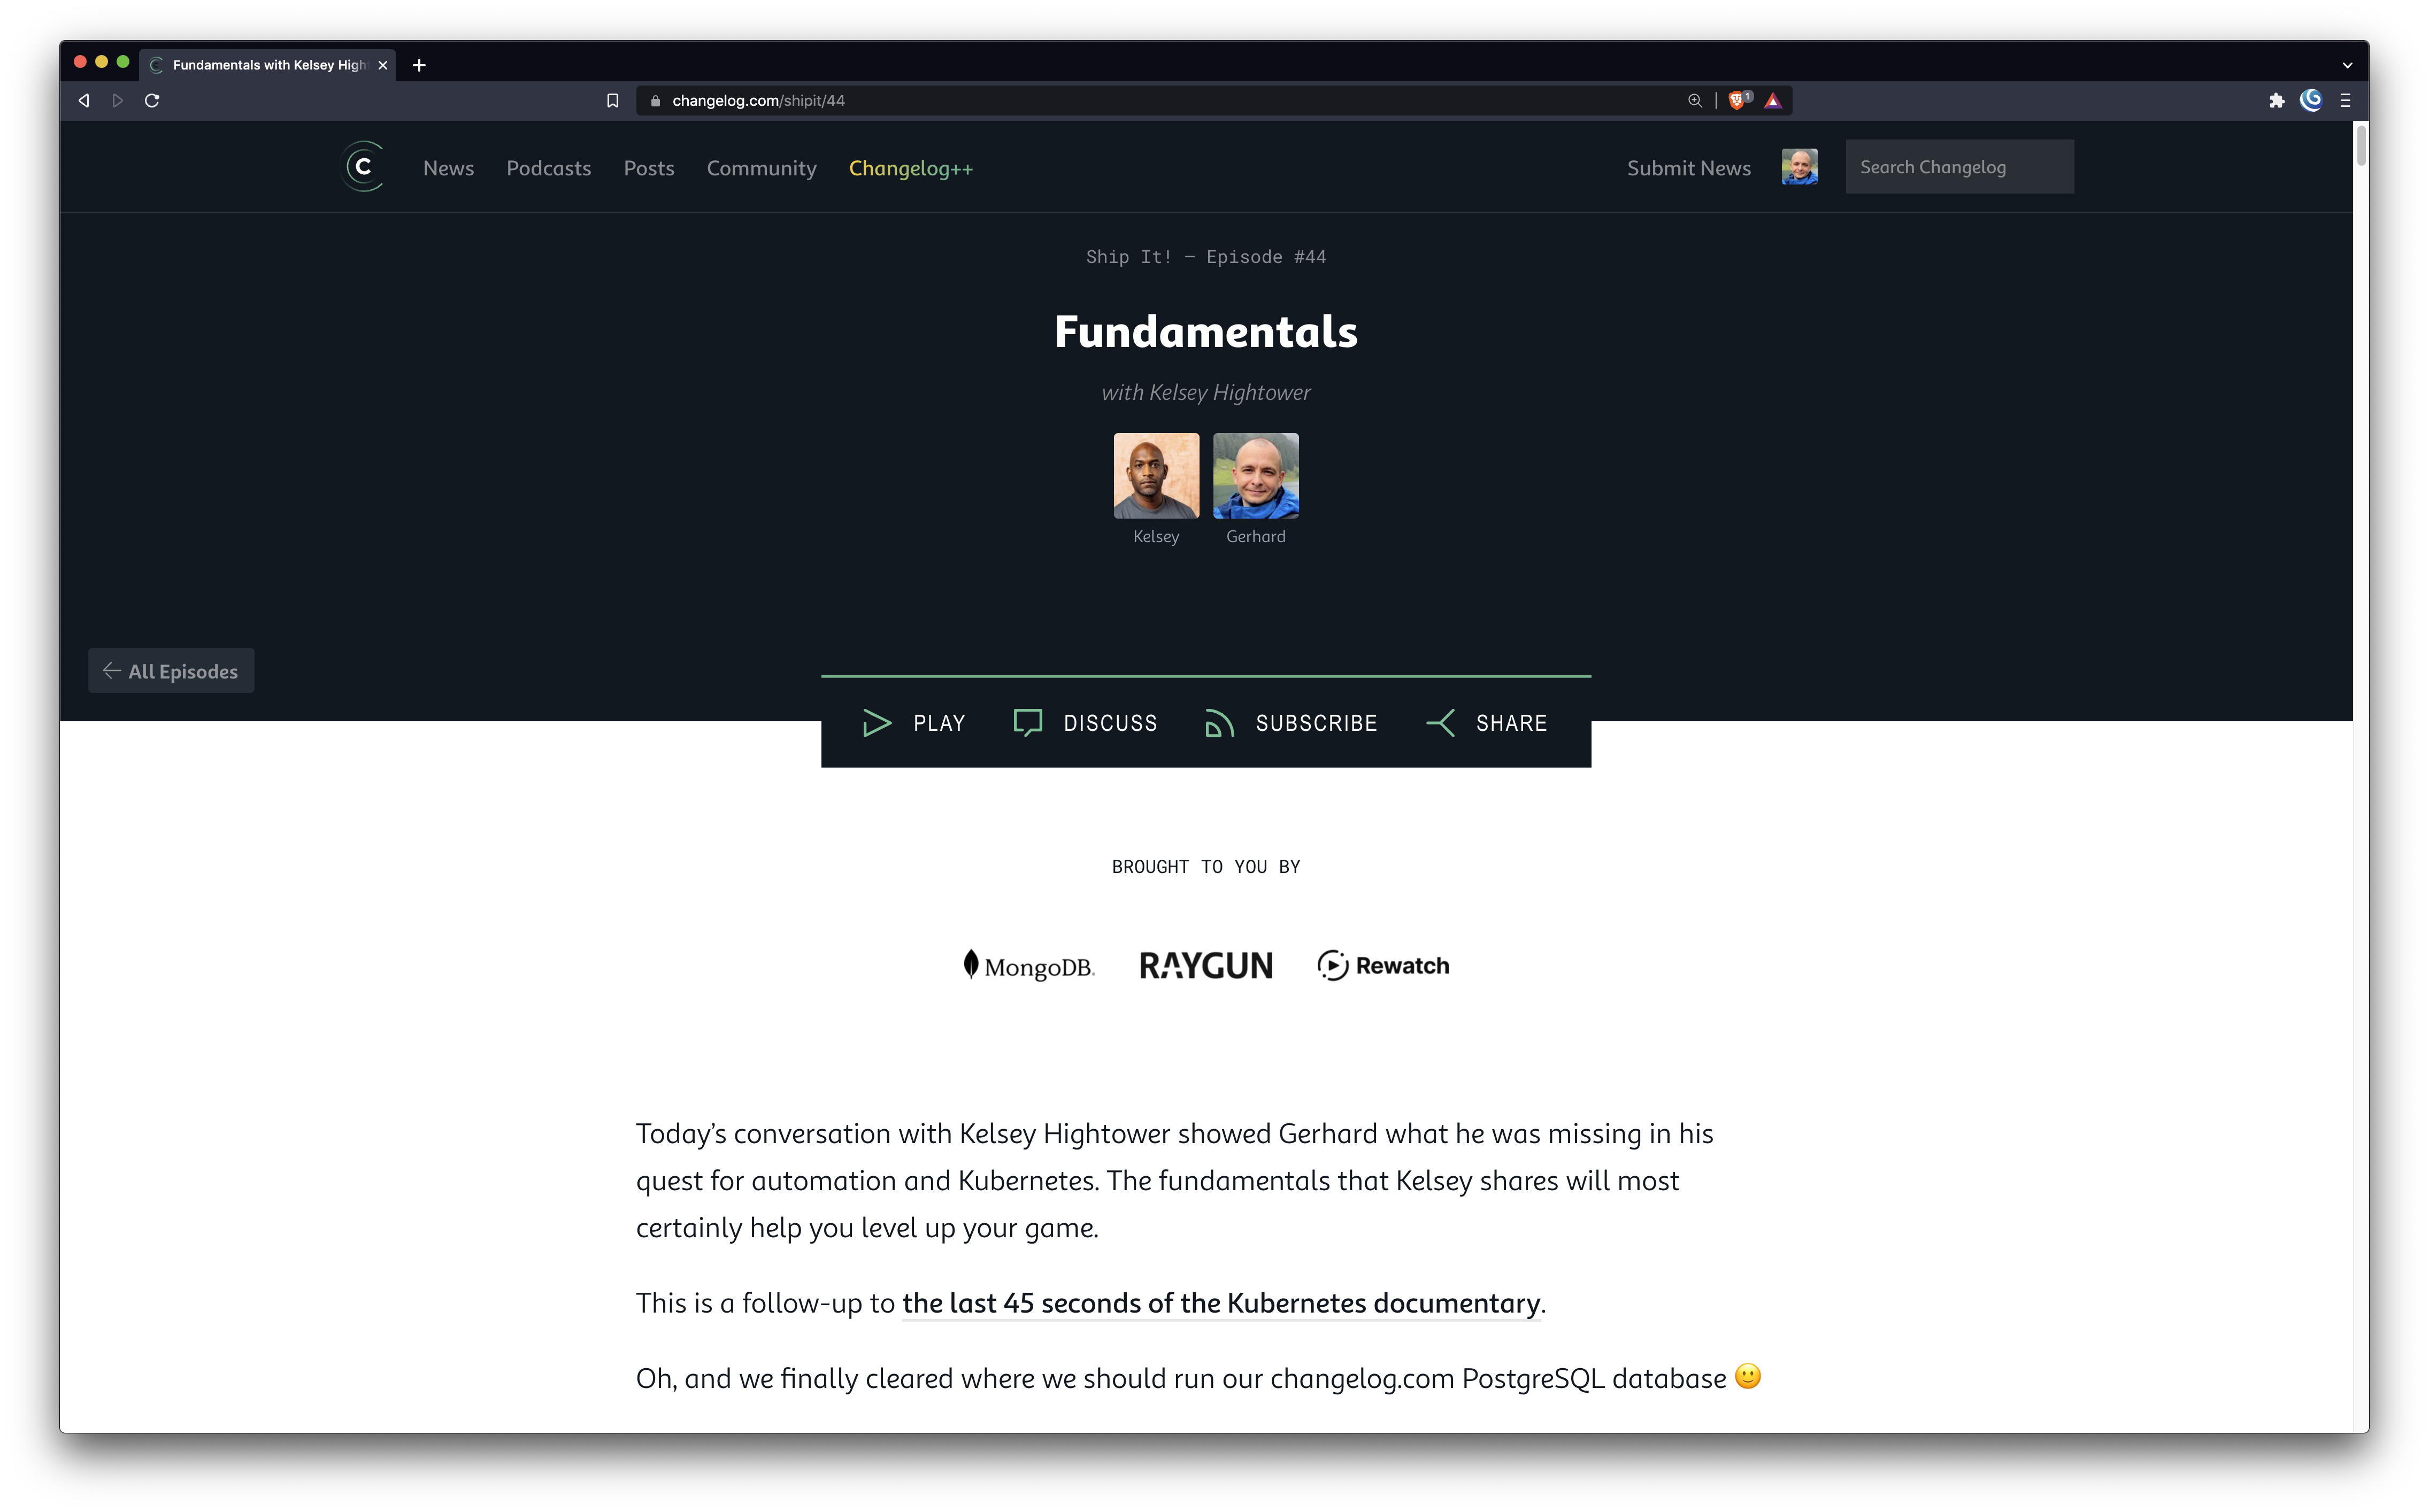 Fundamentals with Kelsey High
changelog.com/shipit/44
1
C
News Podcasts Posts Community Changelog++ Submit News Search Changelog
Ship It! — Episode #44
Fundamentals
with Kelsey Hightower
Kelsey Gerhard
All Episodes
PLAY DISCUSS SUBSCRIBE SHARE
BROUGHT TO YOU BY
MongoDB. RAYGUN Rewatch
Today’s conversation with Kelsey Hightower showed Gerhard what he was missing in his
quest for automation and Kubernetes. The fundamentals that Kelsey shares will most
certainly help you level up your game.
This is a follow-up to the last 45 seconds of the Kubernetes documentary.
Oh, and we finally cleared where we should run our changelog.com PostgreSQL database 🙂